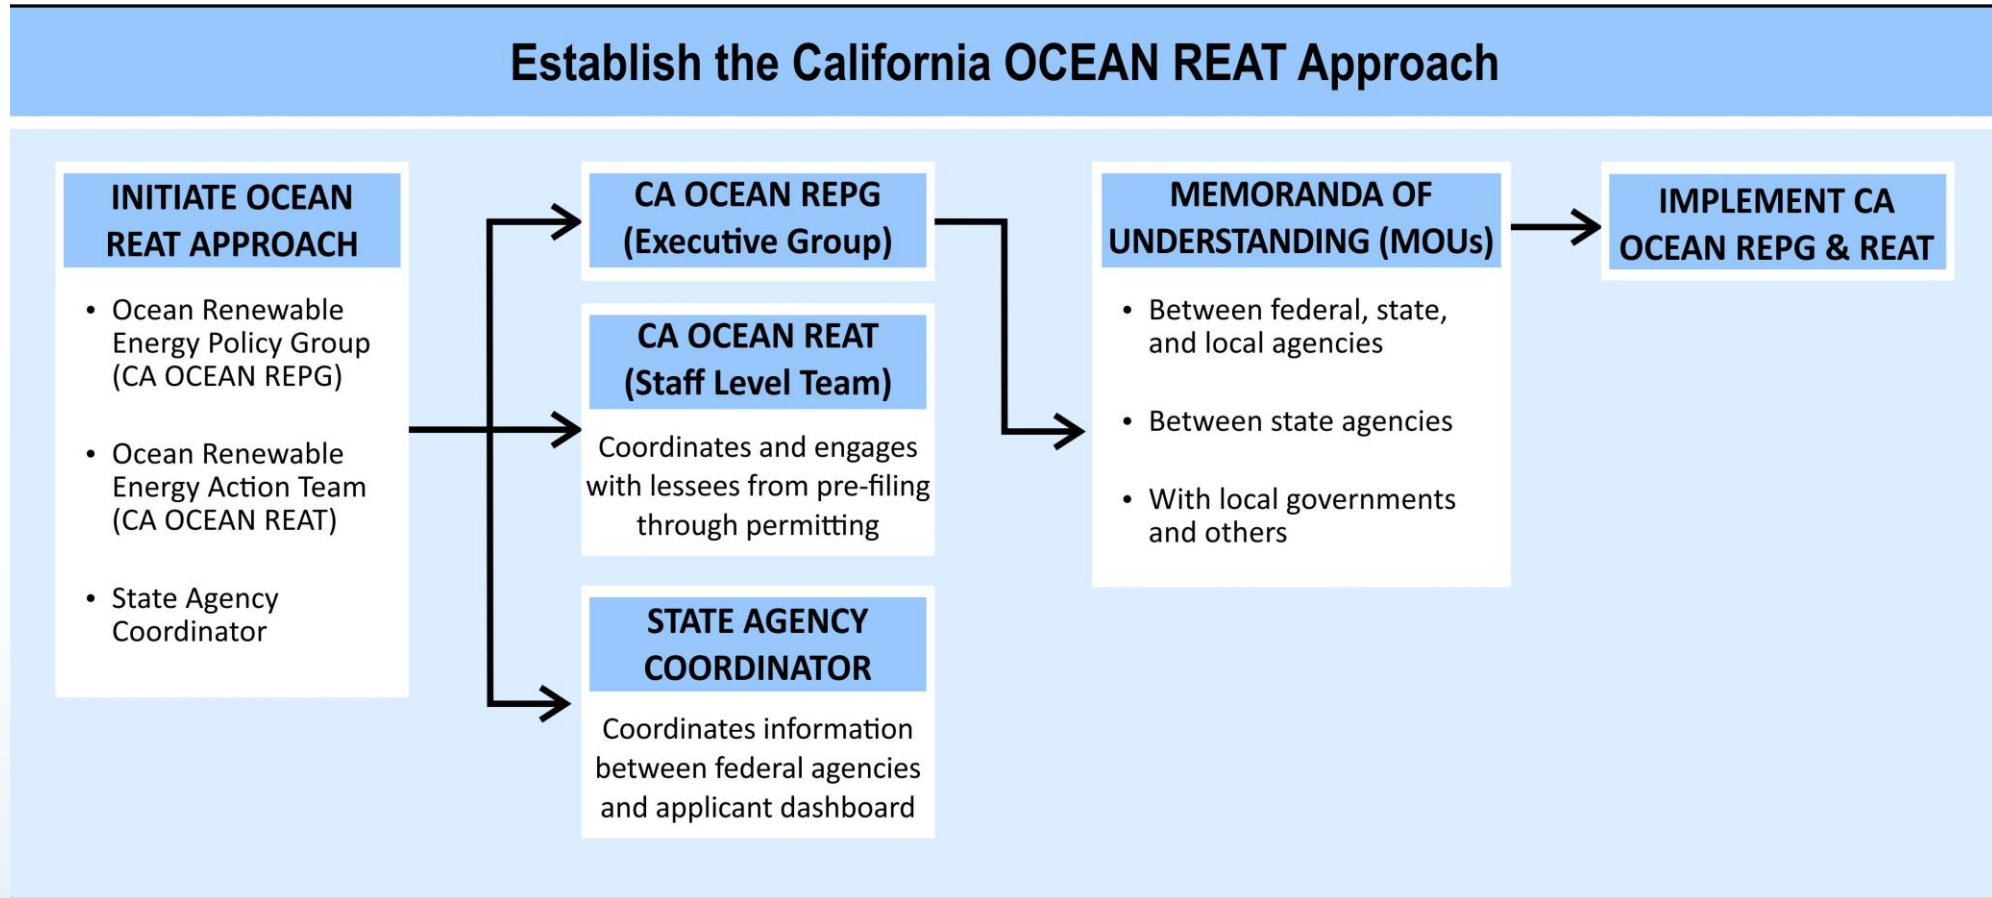 Establish the California OCEAN REAT Approach
INITIATE OCEAN
REAT APPROACH
• Ocean Renewable
Energy Policy Group
(CA OCEAN REPG)
• Ocean Renewable
Energy Action Team
(CA OCEAN REAT)
• State Agency
Coordinator
CA OCEAN REPG
(Executive Group)
CA OCEAN REAT
(Staff Level Team)
Coordinates and engages
with lessees from pre-filing
through permitting
STATE AGENCY
COORDINATOR
Coordinates information
between federal agencies
and applicant dashboard
MEMORANDA OF
UNDERSTANDING (MOUs)
• Between federal, state,
and local agencies
• Between state agencies
• With local governments
and others
IMPLEMENT CA
OCEAN REPG & REAT